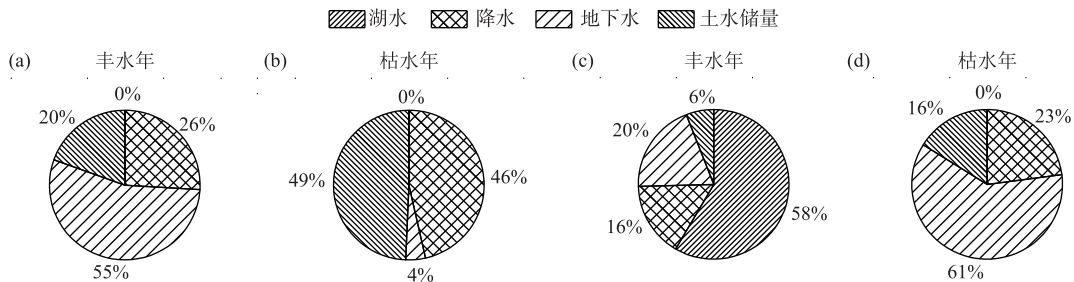 湖水 降水 地下水 土水储量
(a) 丰水年 (b) 枯水年 (c) 丰水年 (d) 枯水年
0% 26% 55% 20%
0% 46% 4% 49%
6% 58% 16% 20%
0% 23% 61% 16%